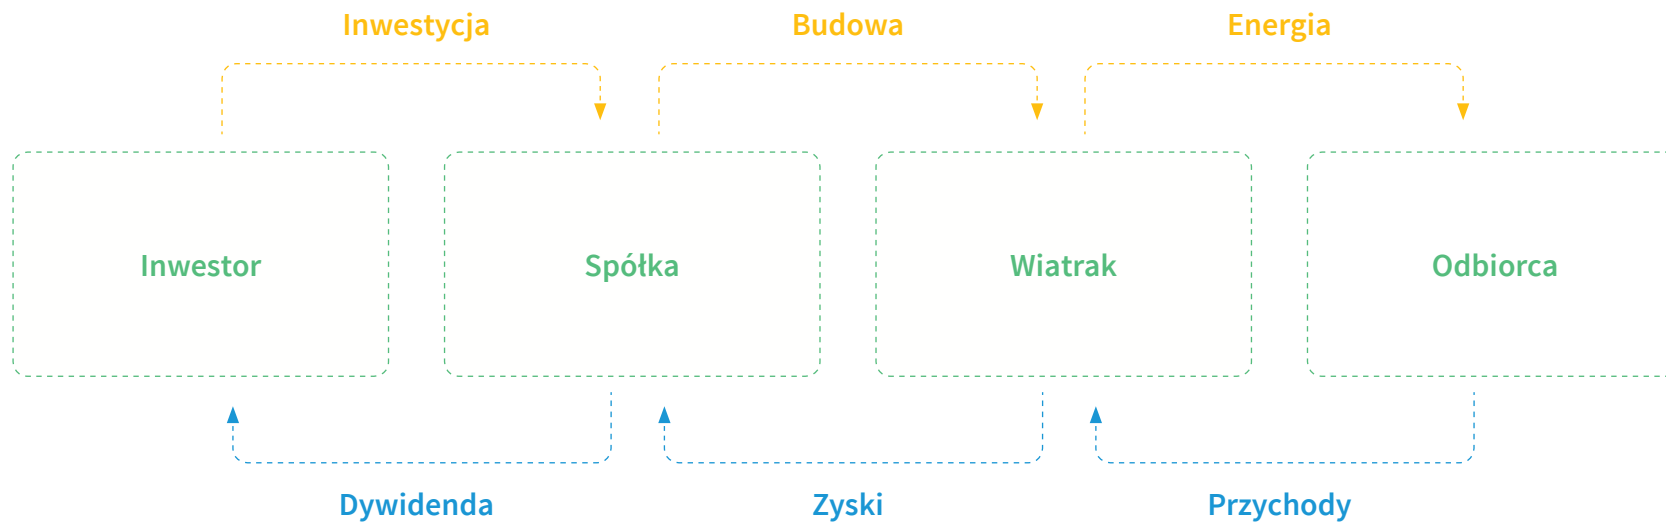 Inwestycja
Budowa
Energia
Inwestor
Spółka
Wiatrak
Odbiorca
Dywidenda
Zyski
Przychody